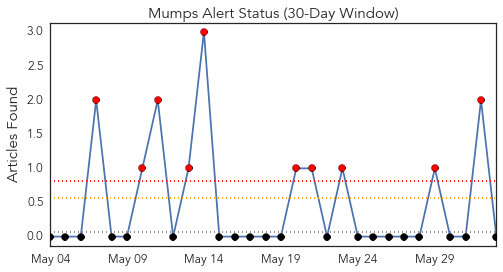 Mumps Alert Status (30-Day Window)
Articles Found
3.0
2.5
2.0
1.5
1.0
0.5
0.0
May 04
May 09
May 14
May 19
May 24
May 29